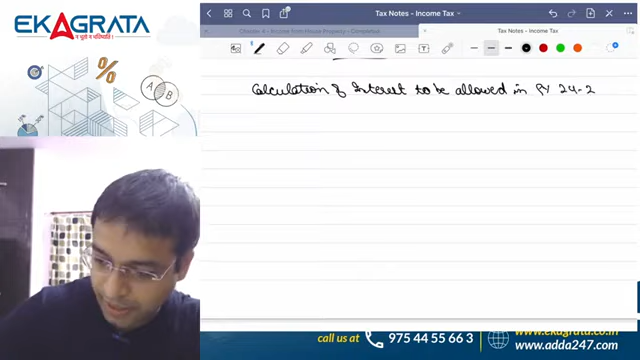 EKAGRATA
Tax Notes - Income Tax
Chapter 4 - Income from House Property - Completed
Tax Notes - Income Tax
A
B
%
15%
Calculation of Interest to be allowed in PY 24-2
call us at
975 44 55 66 3
www.ekagrata.co.in
www.adda247.com